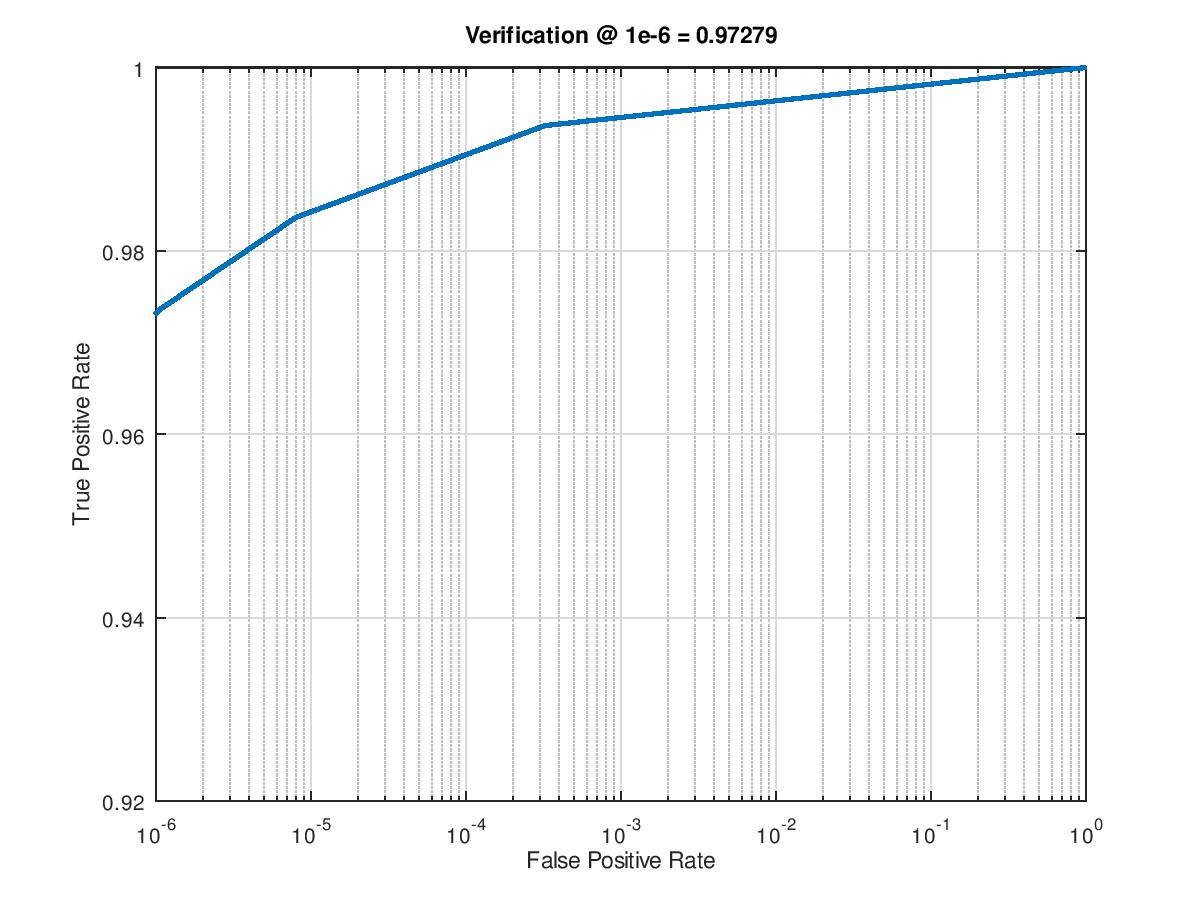 Verification @ 1e-6 = 0.97279
1
0.98
0.96
0.94
0.92
True Positive Rate
10^-6 10^-5 10^-4 10^-3 10^-2 10^-1 10^0
False Positive Rate